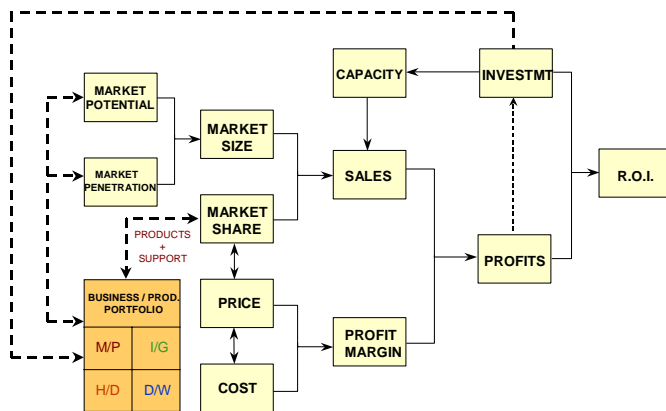 CAPACITY
INVESTMT
MARKET
POTENTIAL
MARKET
SIZE
MARKET
PENETRATION
SALES
R.O.I.
MARKET
SHARE
PRODUCTS
+
SUPPORT
PROFITS
BUSINESS / PROD.
PORTFOLIO
PRICE
M/P
I/G
PROFIT
MARGIN
H/D
D/W
COST